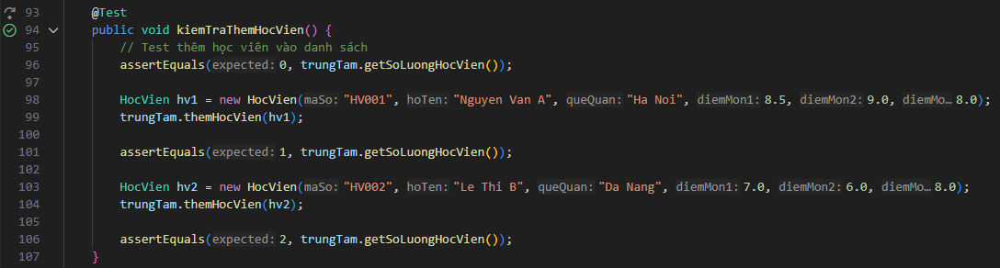 93 @Test
94 public void kiemTraThemHocVien() {
95 // Test thêm học viên vào danh sách
96 assertEquals(expected: 0, trungTam.getSoLuongHocVien());
97
98 HocVien hv1 = new HocVien(maSo: "HV001", hoTen: "Nguyen Van A", queQuan: "Ha Noi", diemMon1: 8.5, diemMon2: 9.0, diemMo…: 8.0);
99 trungTam.themHocVien(hv1);
100
101 assertEquals(expected: 1, trungTam.getSoLuongHocVien());
102
103 HocVien hv2 = new HocVien(maSo: "HV002", hoTen: "Le Thi B", queQuan: "Da Nang", diemMon1: 7.0, diemMon2: 6.0, diemMo…: 8.0);
104 trungTam.themHocVien(hv2);
105
106 assertEquals(expected: 2, trungTam.getSoLuongHocVien());
107 }